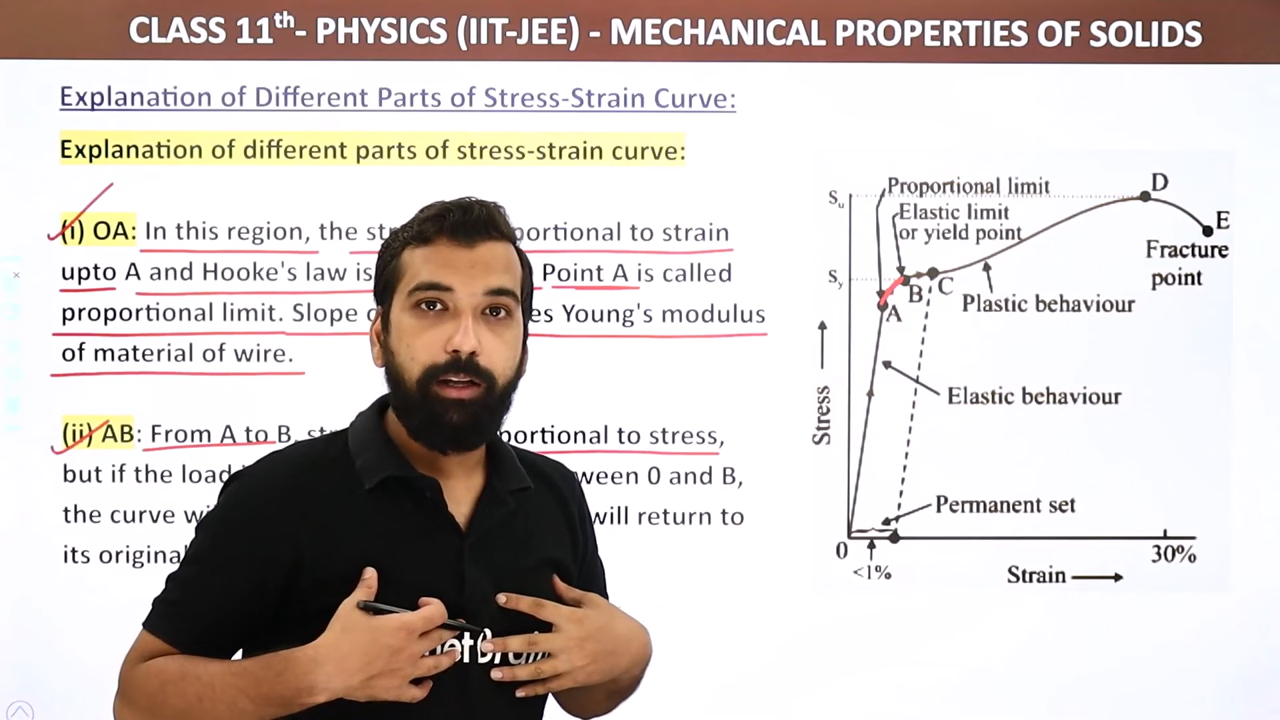 CLASS 11th- PHYSICS (IIT-JEE) - MECHANICAL PROPERTIES OF SOLIDS
Explanation of Different Parts of Stress-Strain Curve:
Explanation of different parts of stress-strain curve:
(i) OA: In this region, the portional to strain
upto A and Hooke's law is Point A is called
proportional limit. Slope Young's modulus
of material of wire.
(ii) AB: From A to B, portional to stress,
but if the load ween 0 and B,
the curve will return to
its original
Proportional limit
Elastic limit
or yield point
Su
Sy
D
E
Fracture
point
A
B
C
Plastic behaviour
Elastic behaviour
Permanent set
Stress
0
<1%
30%
Strain